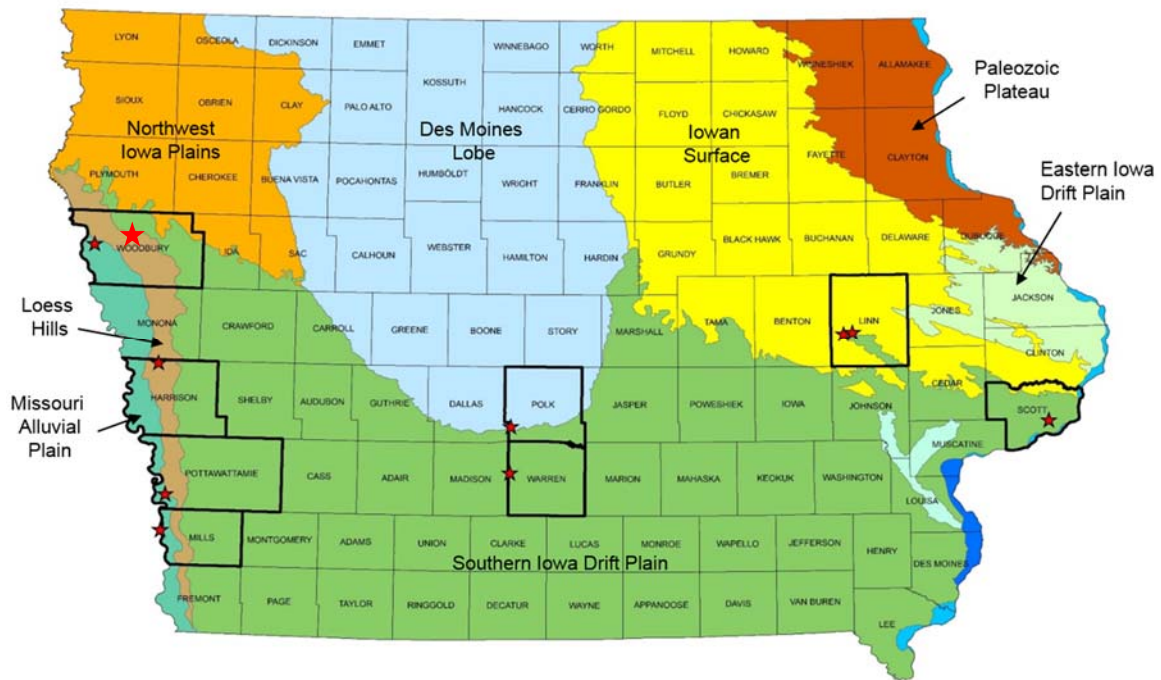 LYON
OSCEOLA
DICKINSON
EMMET
WINNEBAGO
WORTH
MITCHELL
HOWARD
WINNESHIEK
ALLAMAKEE
Paleozoic
Plateau
KOSSUTH
SIOUX
OBRIEN
CLAY
PALO ALTO
HANCOCK
CERRO GORDO
FLOYD
CHICKASAW
Northwest
Iowa Plains
Des Moines
Lobe
Iowan
Surface
FAYETTE
CLAYTON
Eastern Iowa
Drift Plain
PLYMOUTH
CHEROKEE
BUENA VISTA
POCAHONTAS
HUMBOLDT
WRIGHT
FRANKLIN
BUTLER
BREMER
WOODBURY
IDA
SAC
CALHOUN
WEBSTER
HAMILTON
HARDIN
GRUNDY
BLACK HAWK
BUCHANAN
DELAWARE
DUBUQUE
Loess
Hills
MONONA
CRAWFORD
CARROLL
GREENE
BOONE
STORY
MARSHALL
TAMA
BENTON
LINN
JONES
JACKSON
CLINTON
CEDAR
Missouri
Alluvial
Plain
HARRISON
SHELBY
AUDUBON
GUTHRIE
DALLAS
POLK
JASPER
POWESHIEK
IOWA
JOHNSON
SCOTT
MUSCATINE
POTTAWATTAMIE
CASS
ADAIR
MADISON
WARREN
MARION
MAHASKA
KEOKUK
WASHINGTON
LOUISA
MILLS
MONTGOMERY
ADAMS
UNION
CLARKE
LUCAS
MONROE
WAPELLO
JEFFERSON
HENRY
DES MOINES
Southern Iowa Drift Plain
FREMONT
PAGE
TAYLOR
RINGGOLD
DECATUR
WAYNE
APPANOOSE
DAVIS
VAN BUREN
LEE